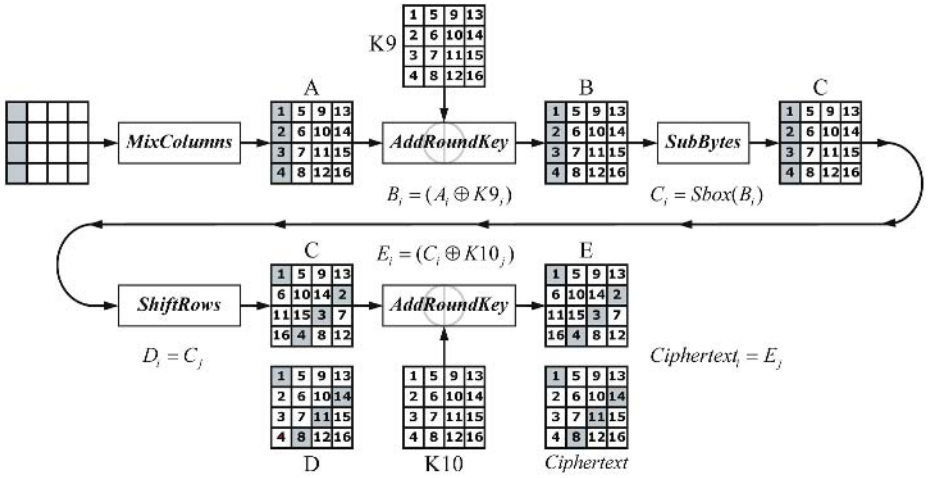 K9
1 5 9 13
2 6 10 14
3 7 11 15
4 8 12 16
A
B
C
1 5 9 13
2 6 10 14
3 7 11 15
4 8 12 16
1 5 9 13
2 6 10 14
3 7 11 15
4 8 12 16
1 5 9 13
2 6 10 14
3 7 11 15
4 8 12 16
MixColumns
AddRoundKey
SubBytes
B_i = (A_i ⊕ K9_i)
C_i = Sbox(B_i)
C
E_i = (C_i ⊕ K10_j)
E
1 5 9 13
6 10 14 2
11 15 3 7
16 4 8 12
1 5 9 13
6 10 14 2
11 15 3 7
16 4 8 12
ShiftRows
AddRoundKey
D_i = C_j
Ciphertext_i = E_j
1 5 9 13
2 6 10 14
3 7 11 15
4 8 12 16
1 5 9 13
2 6 10 14
3 7 11 15
4 8 12 16
1 5 9 13
2 6 10 14
3 7 11 15
4 8 12 16
D
K10
Ciphertext